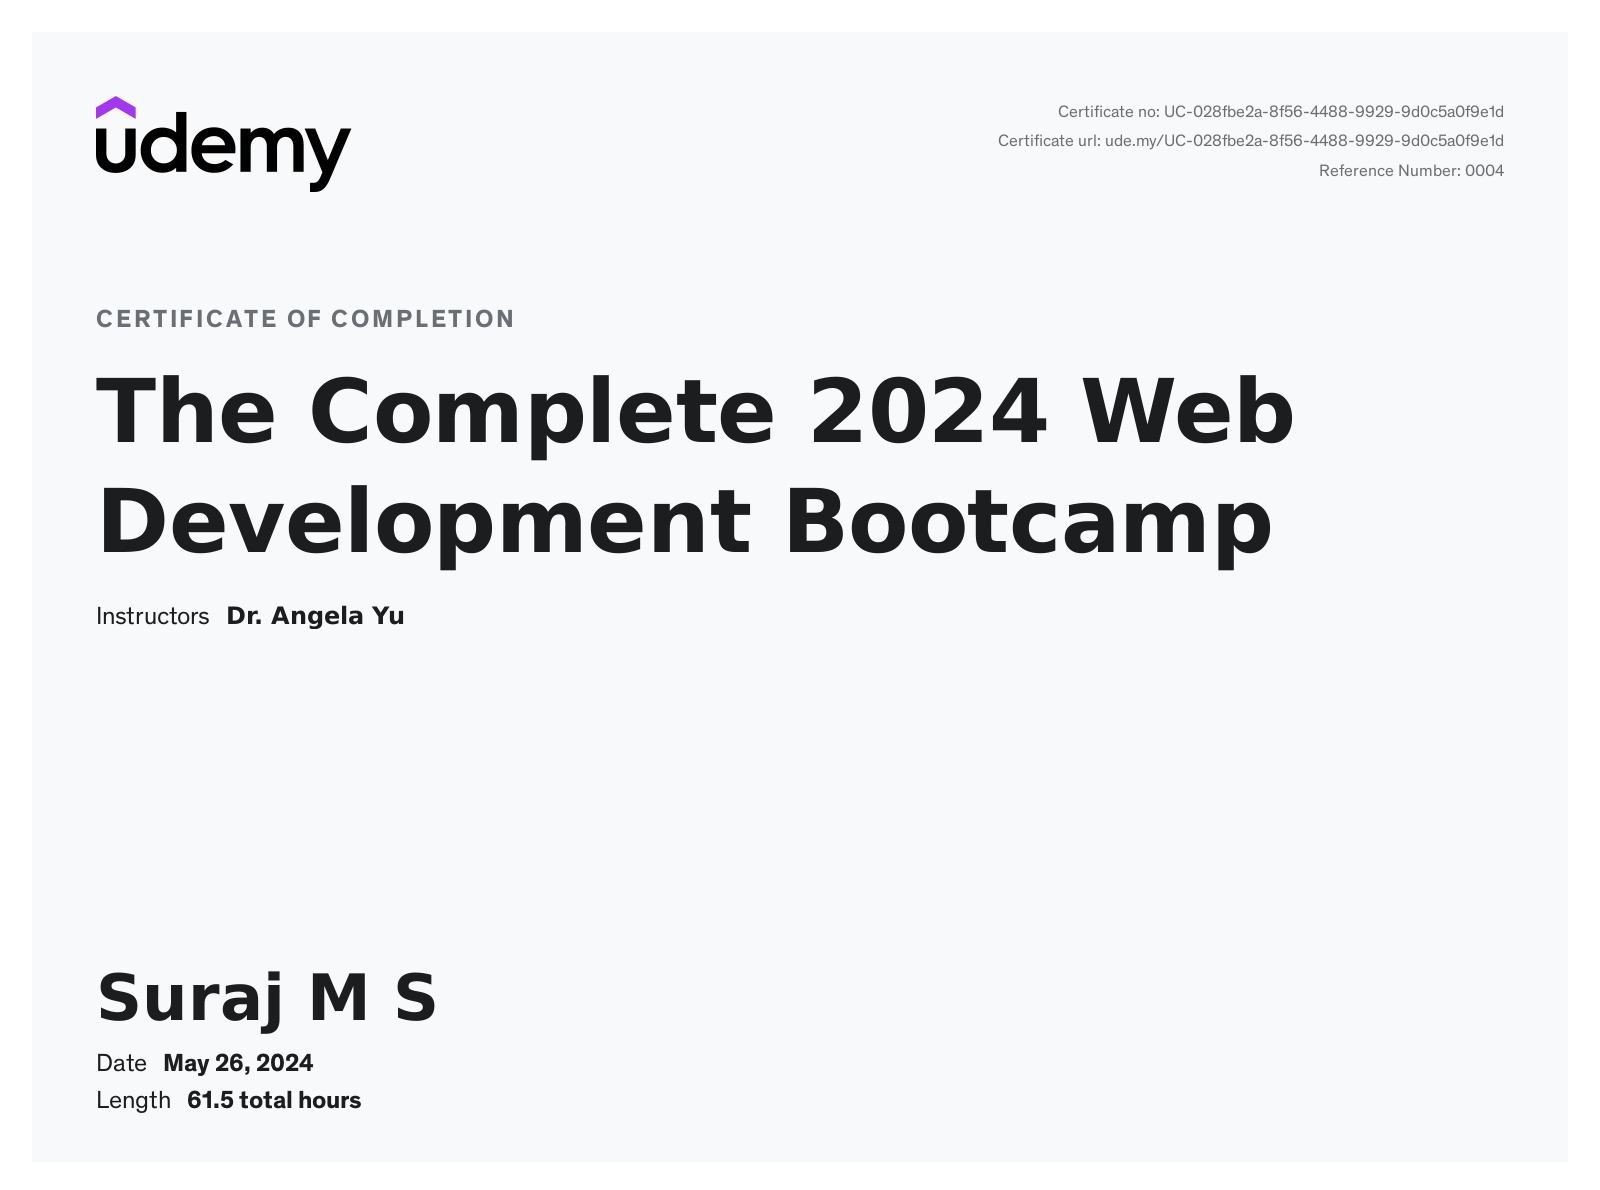 udemy
Certificate no: UC-028fbe2a-8f56-4488-9929-9d0c5a0f9e1d
Certificate url: ude.my/UC-028fbe2a-8f56-4488-9929-9d0c5a0f9e1d
Reference Number: 0004
CERTIFICATE OF COMPLETION
The Complete 2024 Web
Development Bootcamp
Instructors Dr. Angela Yu
Suraj M S
Date May 26, 2024
Length 61.5 total hours